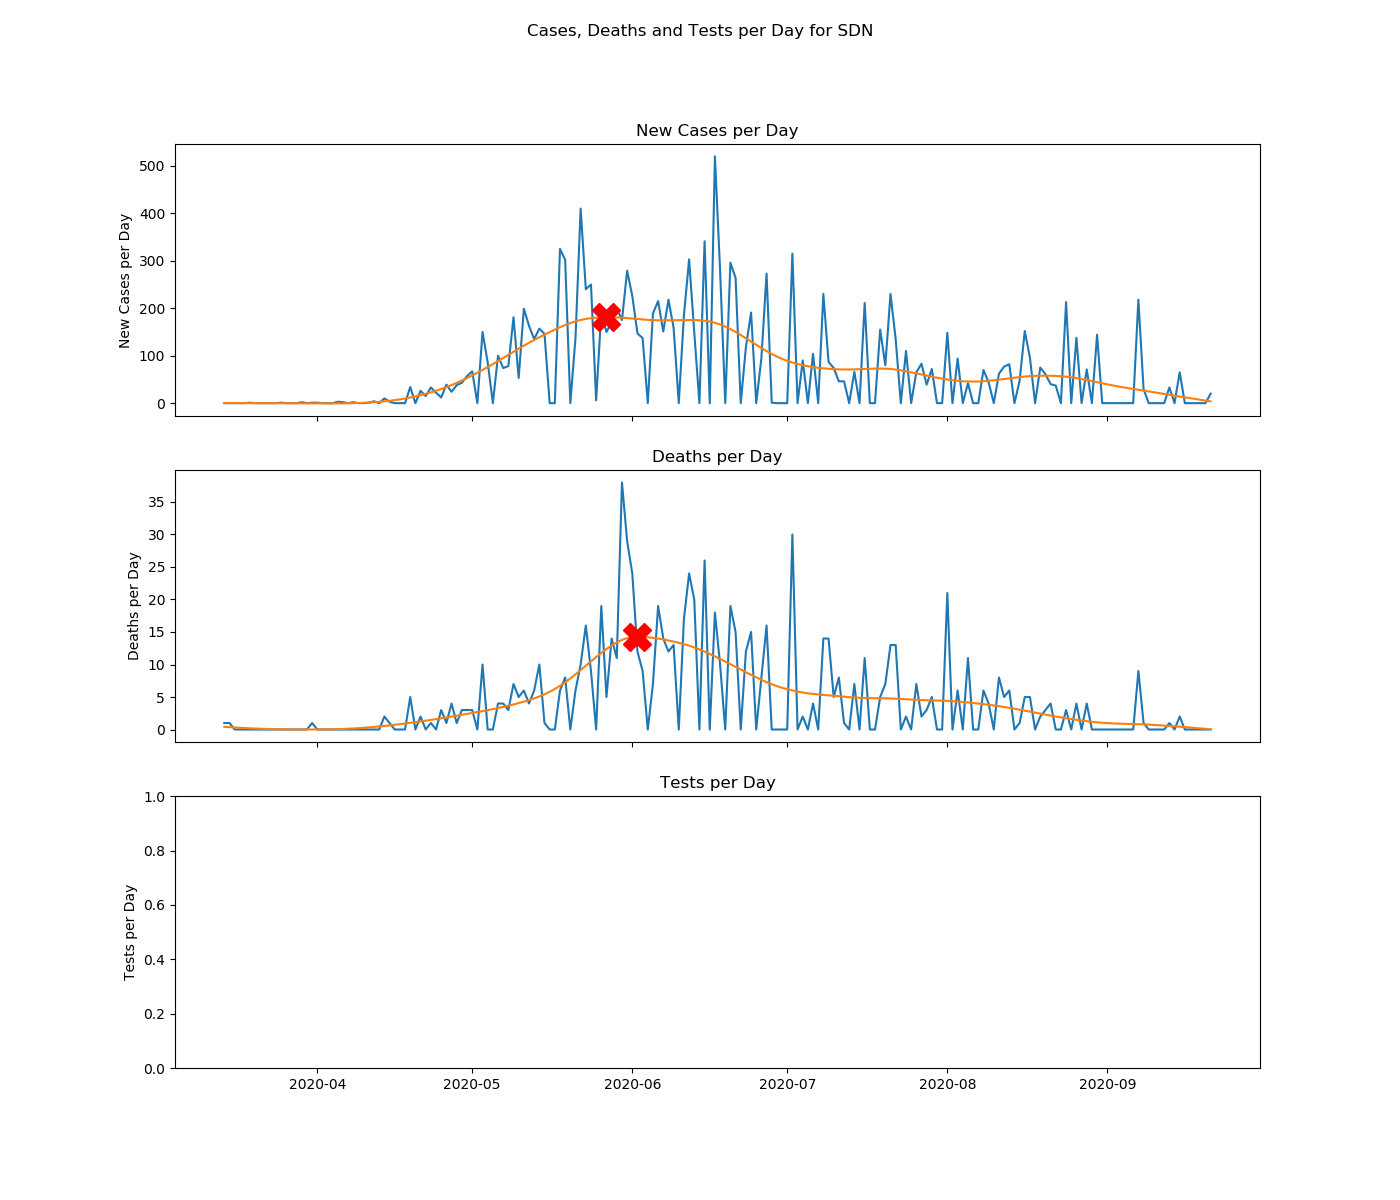 Cases, Deaths and Tests per Day for SDN
New Cases per Day
500
400
300
200
100
0
New Cases per Day
Deaths per Day
35
30
25
20
15
10
5
0
Deaths per Day
Tests per Day
1.0
0.8
0.6
0.4
0.2
0.0
Tests per Day
2020-04 2020-05 2020-06 2020-07 2020-08 2020-09